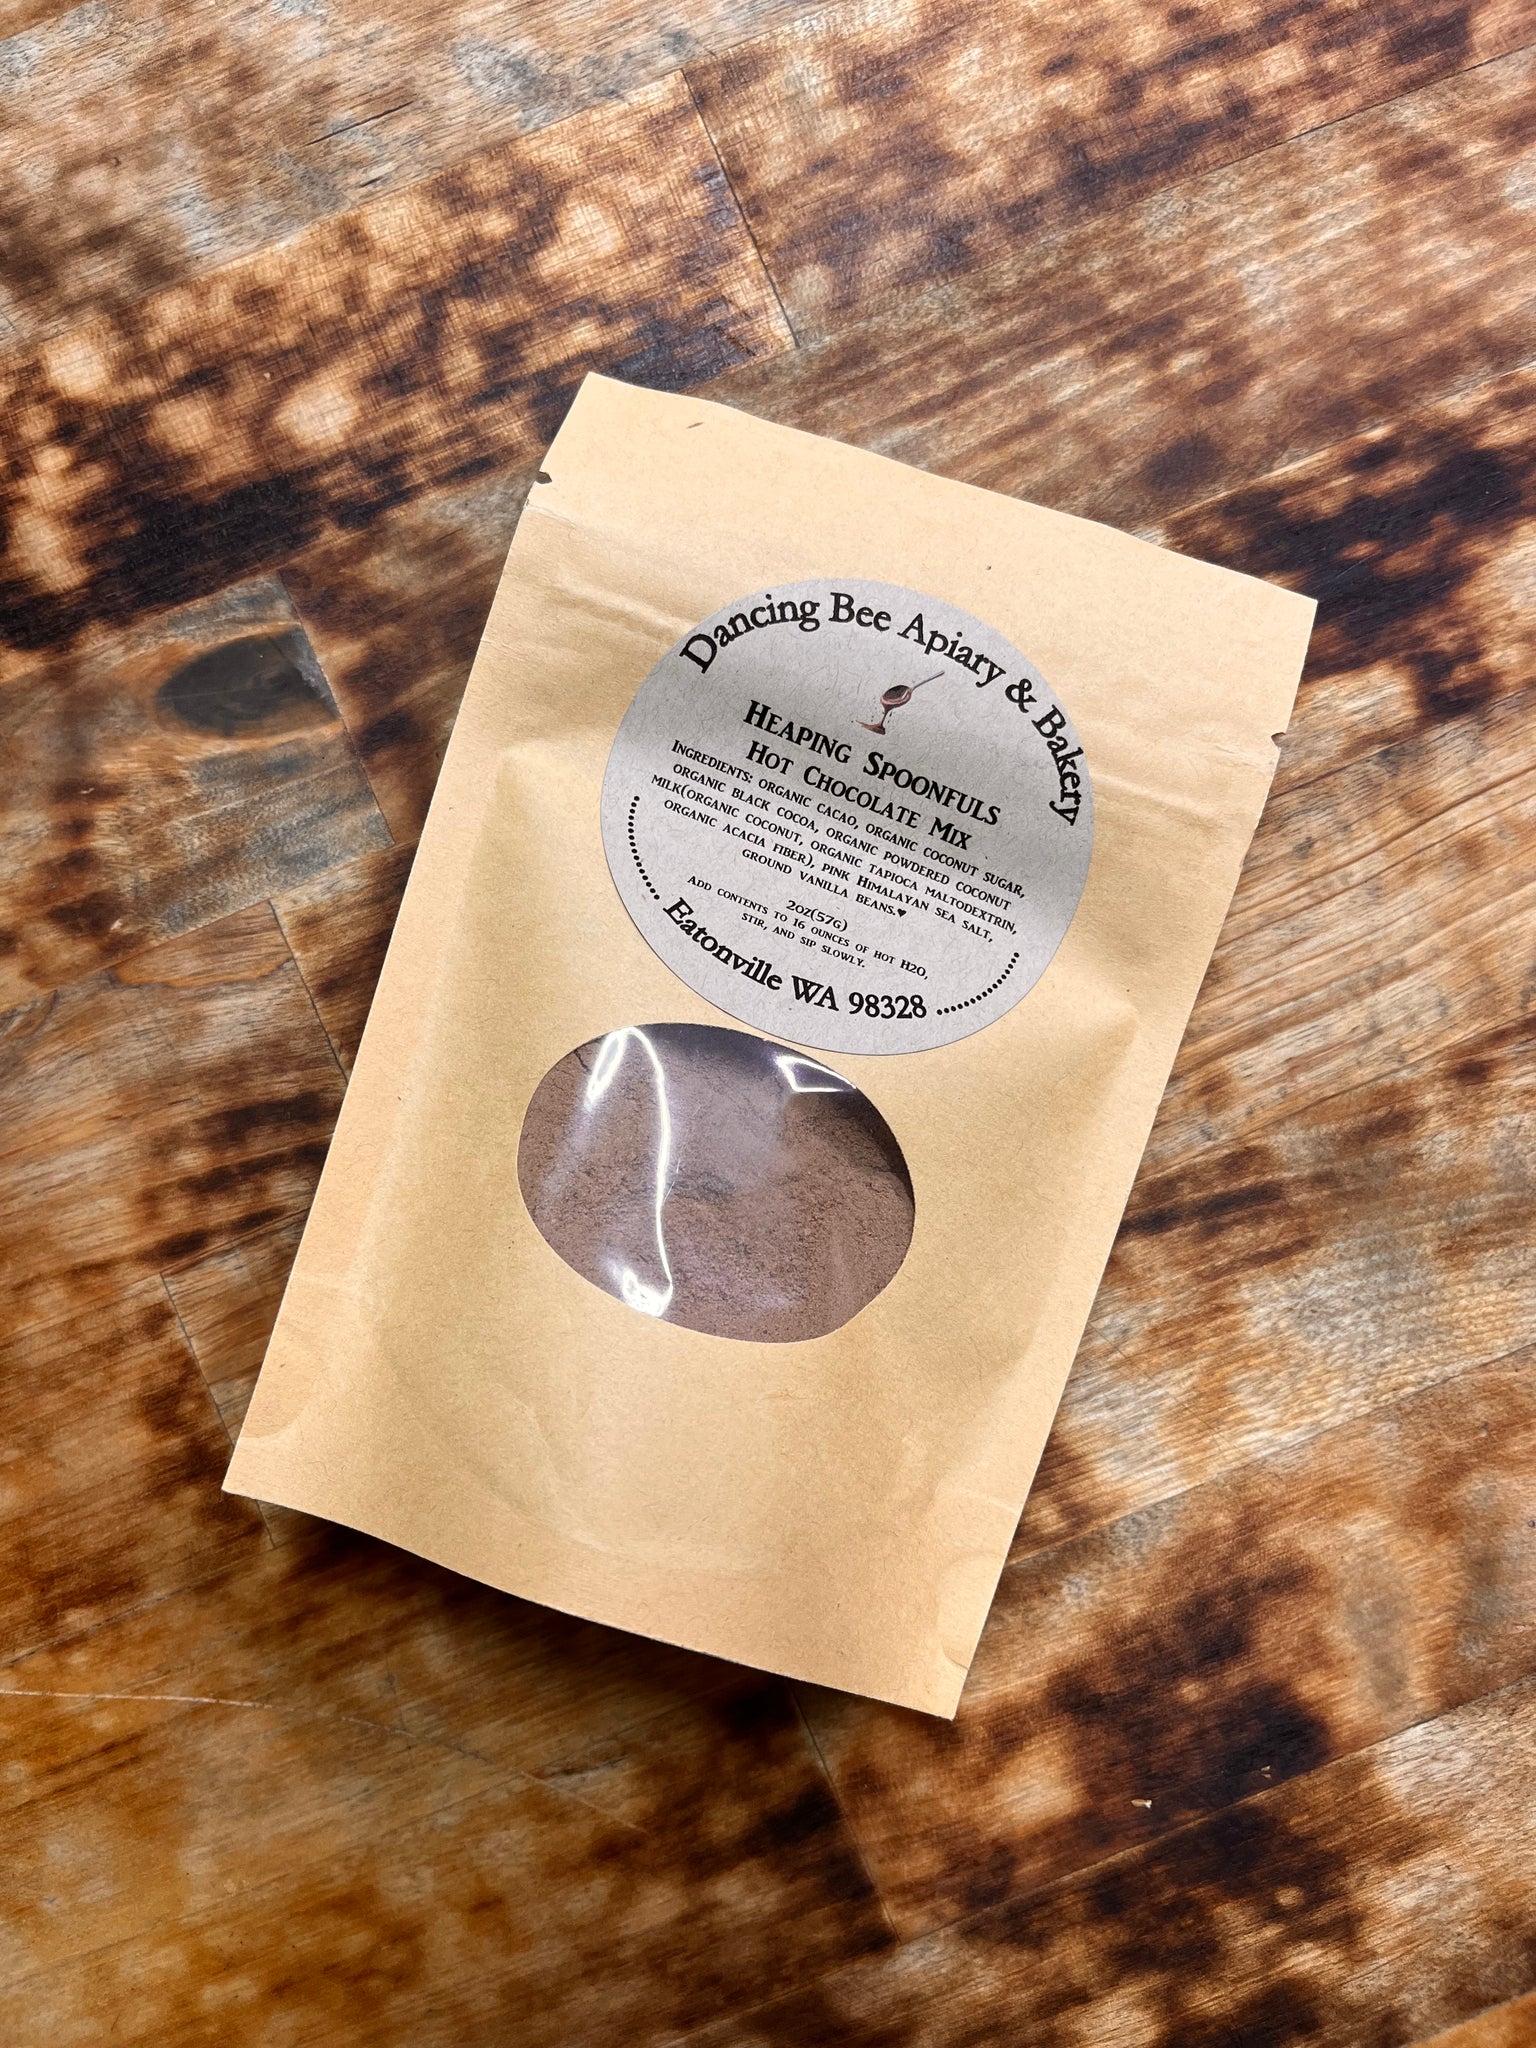 Dancing Bee Apiary & Bakery
Heaping Spoonfuls
Hot Chocolate Mix
Ingredients: organic cacao, organic coconut sugar,
organic black cocoa, organic powdered coconut
milk(organic coconut, organic tapioca maltodextrin,
organic acacia fiber), pink Himalayan sea salt,
ground vanilla beans.♥
2oz(57g)
Add contents to 16 ounces of hot H2O,
stir, and sip slowly.
Eatonville WA 98328